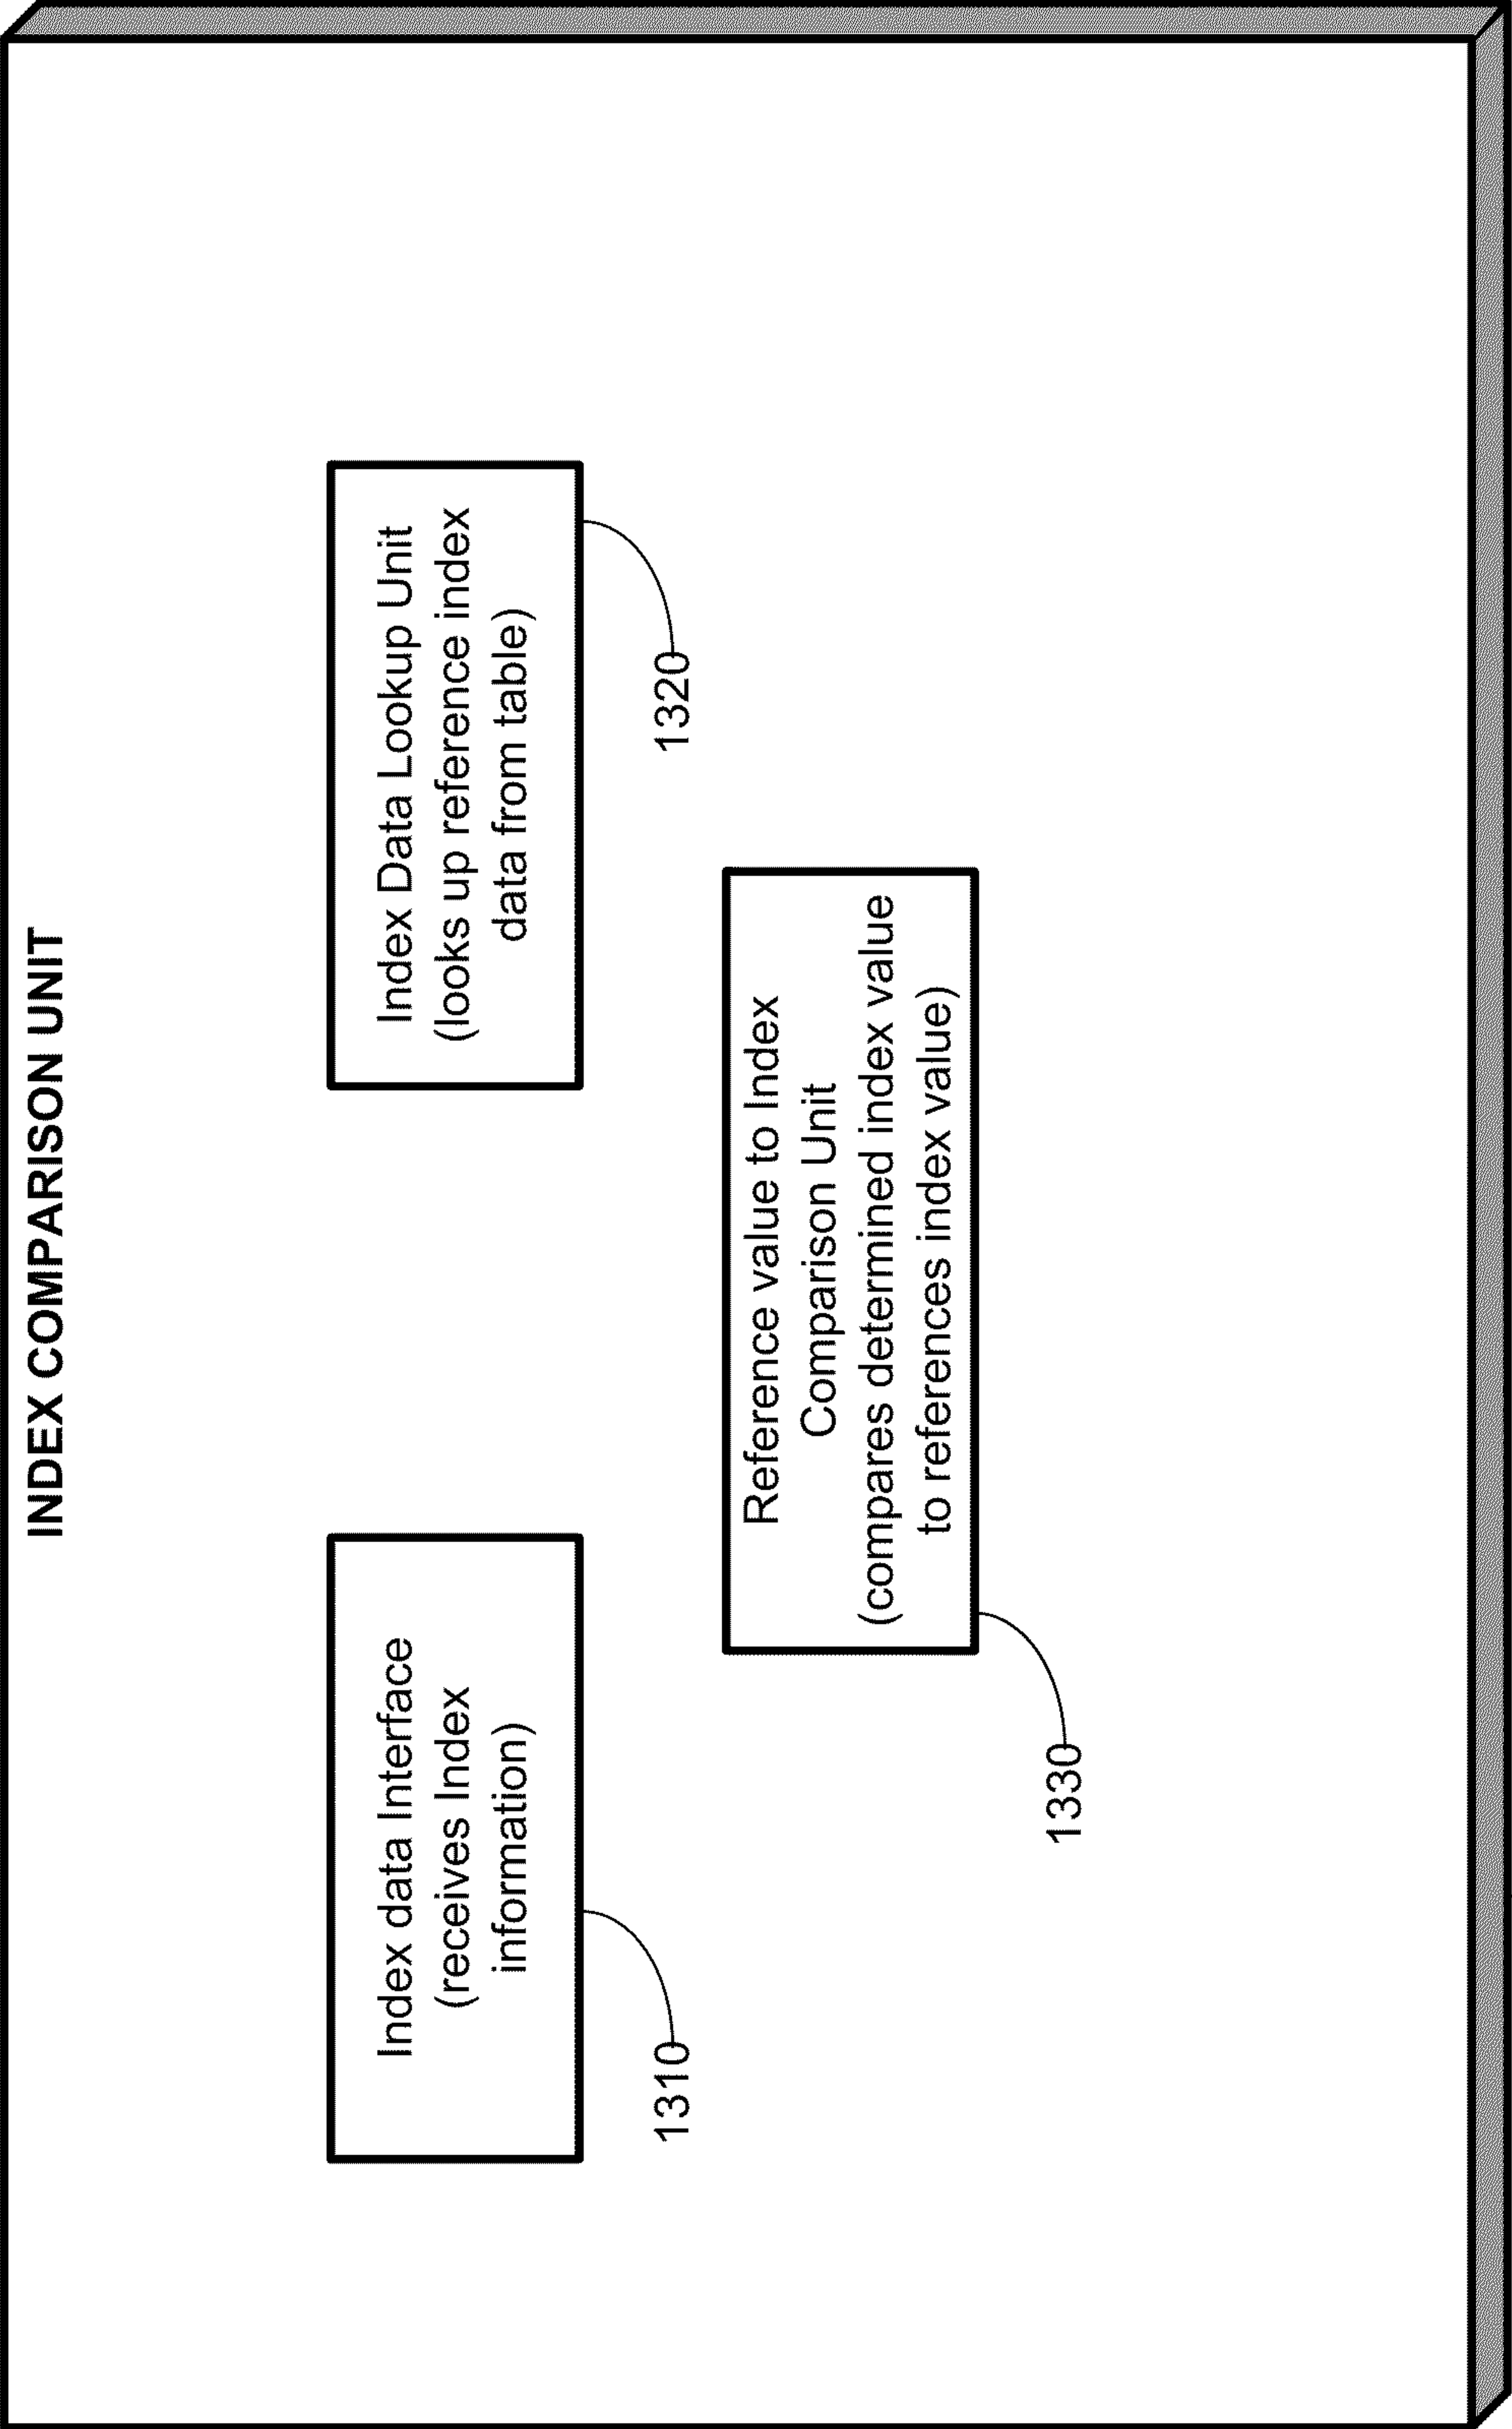 INDEX COMPARISON UNIT
Index data Interface
(receives Index
information)
1310
Index Data Lookup Unit
(looks up reference index
data from table)
1320
Reference value to Index
Comparison Unit
(compares determined index value
to references index value)
1330